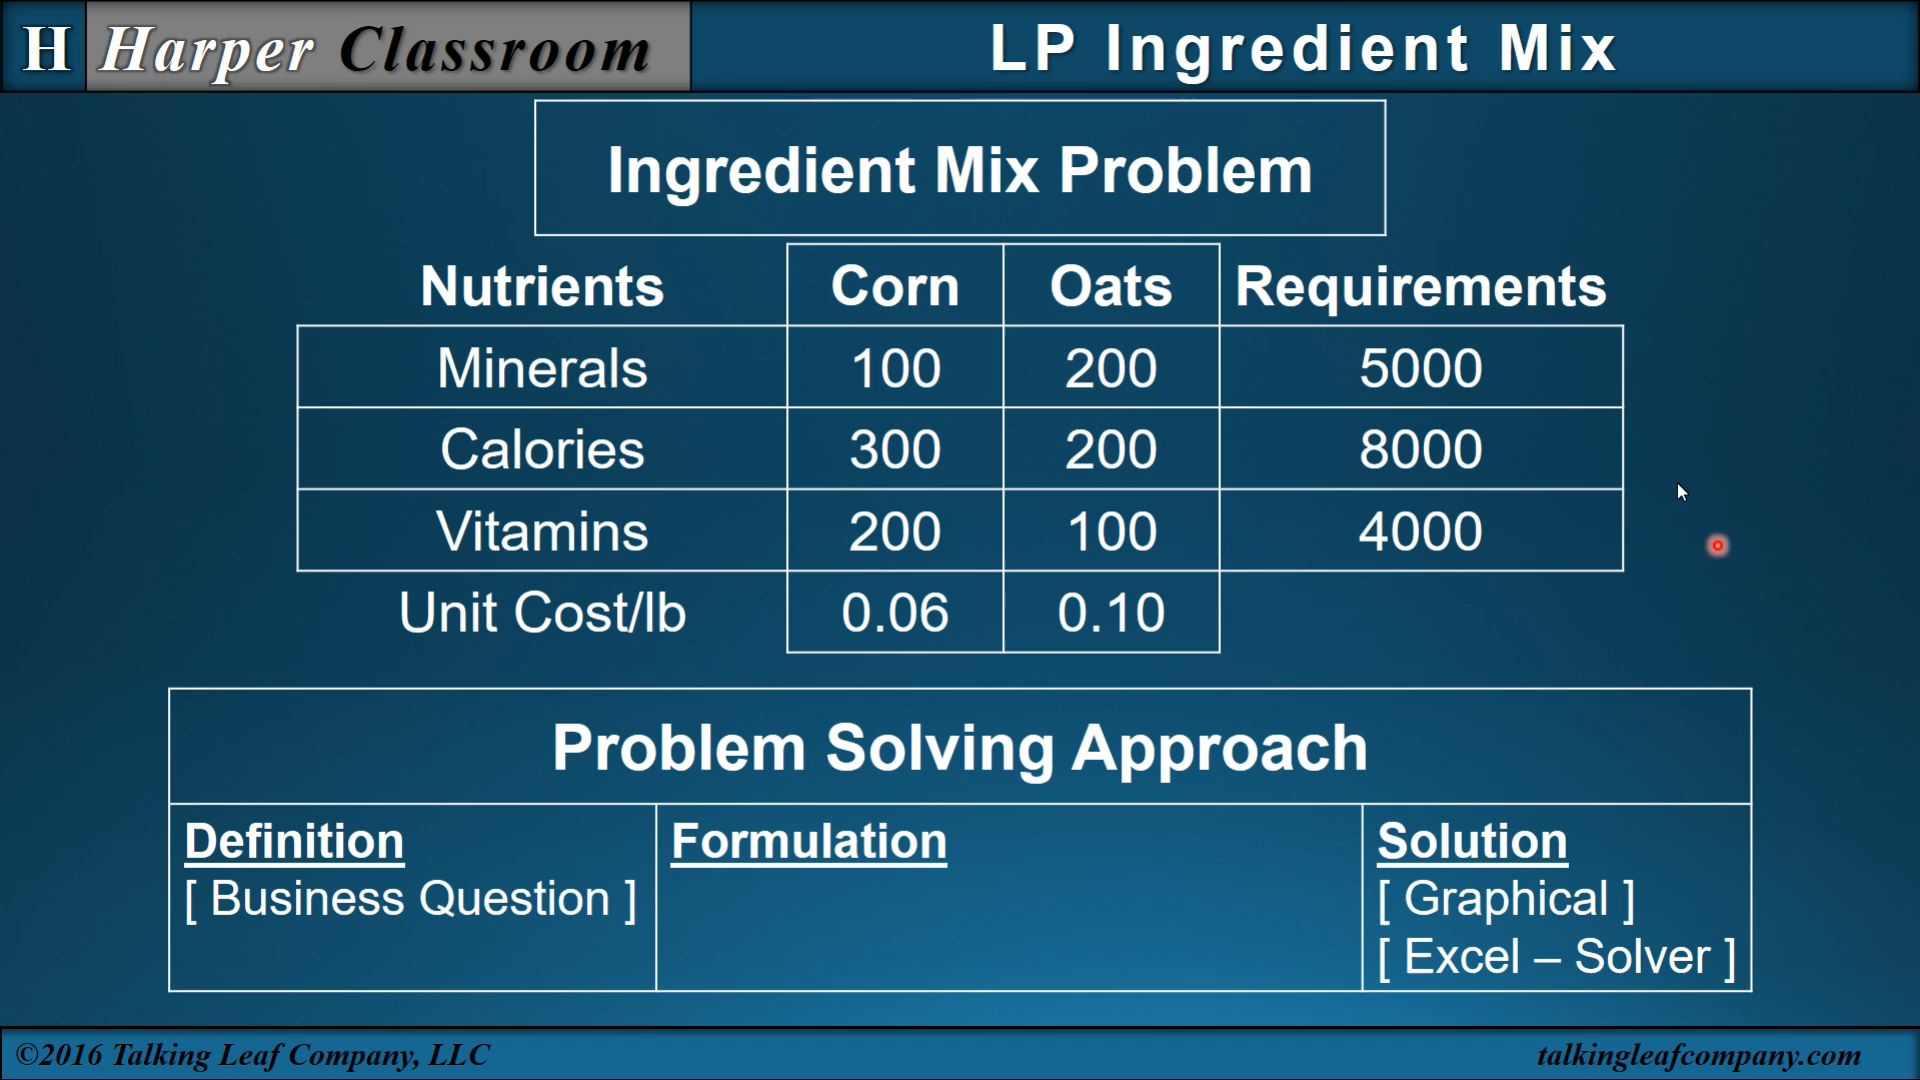 H Harper Classroom LP Ingredient Mix
Ingredient Mix Problem
Nutrients Corn Oats Requirements
Minerals 100 200 5000
Calories 300 200 8000
Vitamins 200 100 4000
Unit Cost/lb 0.06 0.10
Problem Solving Approach
Definition Formulation Solution
[ Business Question ] [ Graphical ]
[ Excel – Solver ]
©2016 Talking Leaf Company, LLC talkingleafcompany.com